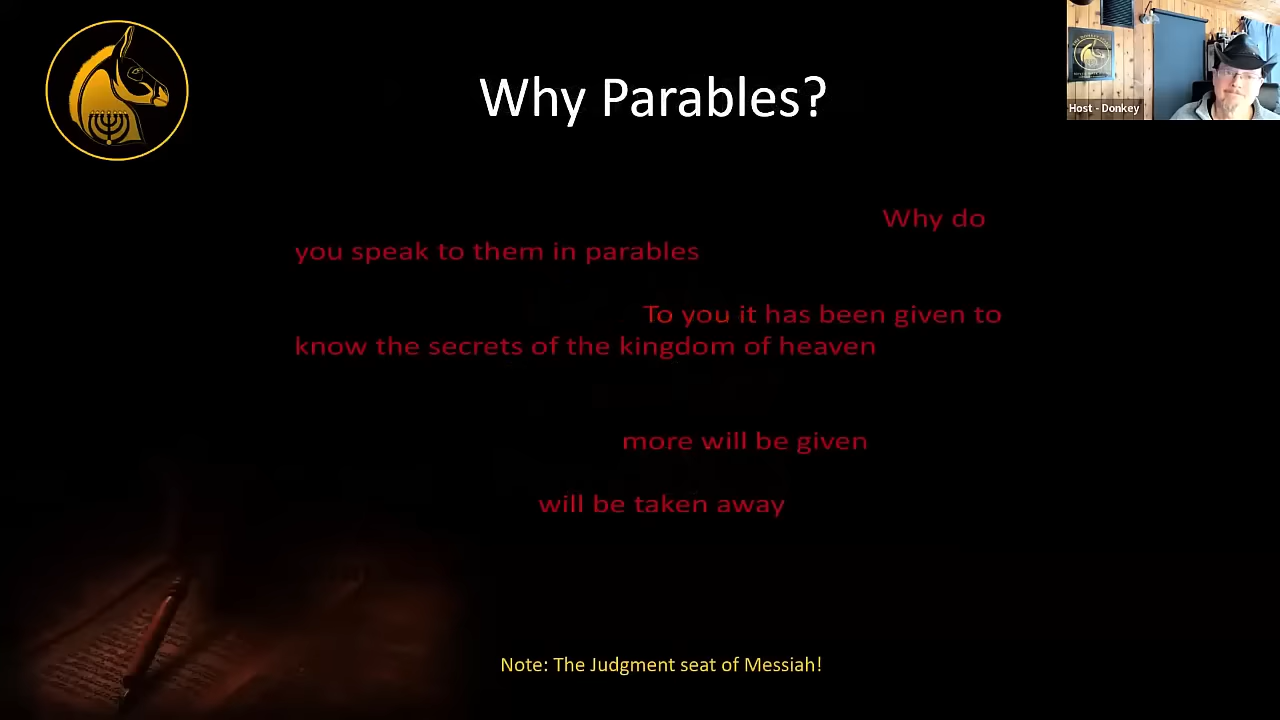 Why Parables?
Host - Donkey
Why do
you speak to them in parables
To you it has been given to
know the secrets of the kingdom of heaven
more will be given
will be taken away
Note: The Judgment seat of Messiah!